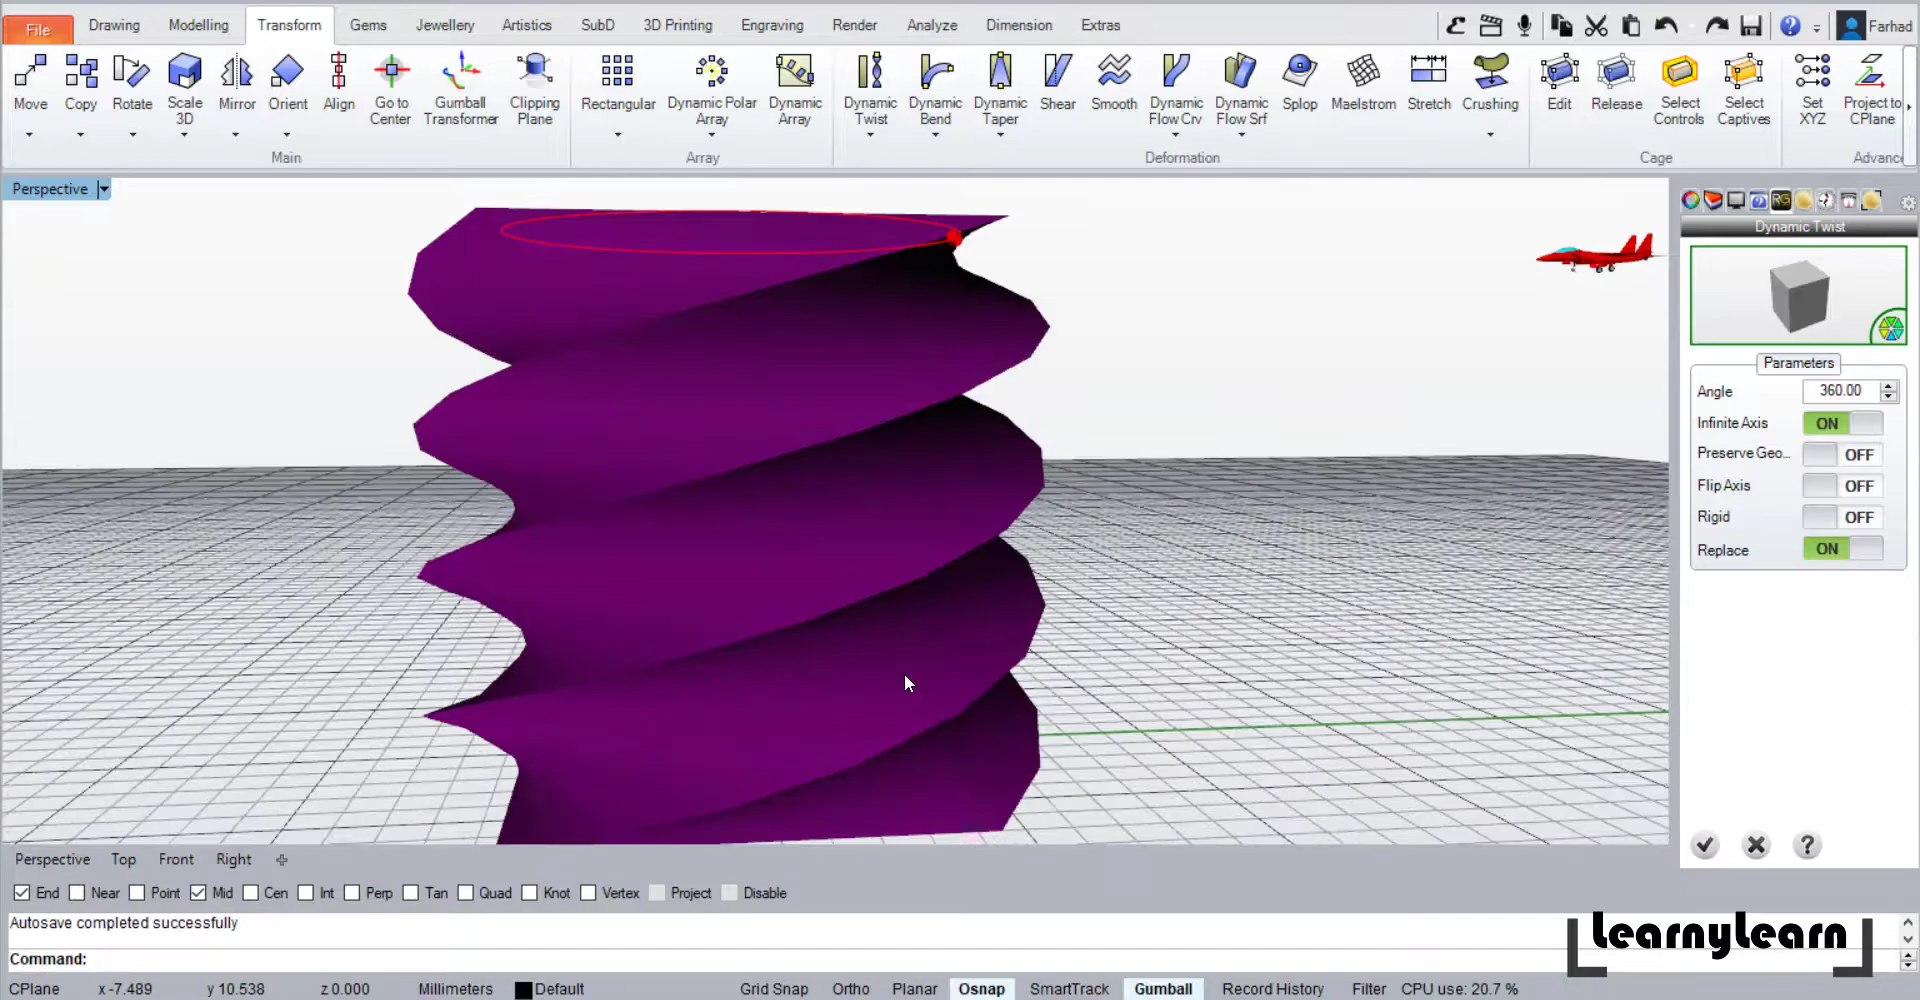 File Drawing Modelling Transform Gems Jewellery Artistics SubD 3D Printing Engraving Render Analyze Dimension Extras Farhad
Move Copy Rotate Scale 3D Mirror Orient Align Go to Center Gumball Transformer Clipping Plane Rectangular Dynamic Polar Array Dynamic Array Dynamic Twist Dynamic Bend Dynamic Taper Shear Smooth Dynamic Flow Crv Dynamic Flow Srf Splop Maelstrom Stretch Crushing Edit Release Select Controls Select Captives Set XYZ Project to CPlane
Main Array Deformation Cage Advanc
Perspective
RG
Dynamic Twist
Parameters
Angle 360.00
Infinite Axis ON
Preserve Geo... OFF
Flip Axis OFF
Rigid OFF
Replace ON
Perspective Top Front Right
End Near Point Mid Cen Int Perp Tan Quad Knot Vertex Project Disable
Autosave completed successfully
Command:
LearnyLearn
CPlane x -7.489 y 10.538 z 0.000 Millimeters Default Grid Snap Ortho Planar Osnap SmartTrack Gumball Record History Filter CPU use: 20.7 %